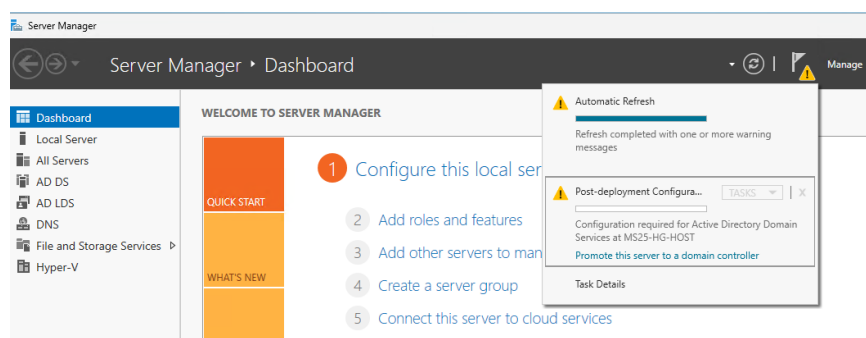 Server Manager
Server Manager • Dashboard
Manage
Dashboard
Local Server
All Servers
AD DS
AD LDS
DNS
File and Storage Services
Hyper-V
WELCOME TO SERVER MANAGER
QUICK START
WHAT'S NEW
1 Configure this local ser
2 Add roles and features
3 Add other servers to man
4 Create a server group
5 Connect this server to cloud services
Automatic Refresh
Refresh completed with one or more warning
messages
Post-deployment Configura... TASKS X
Configuration required for Active Directory Domain
Services at MS25-HG-HOST
Promote this server to a domain controller
Task Details